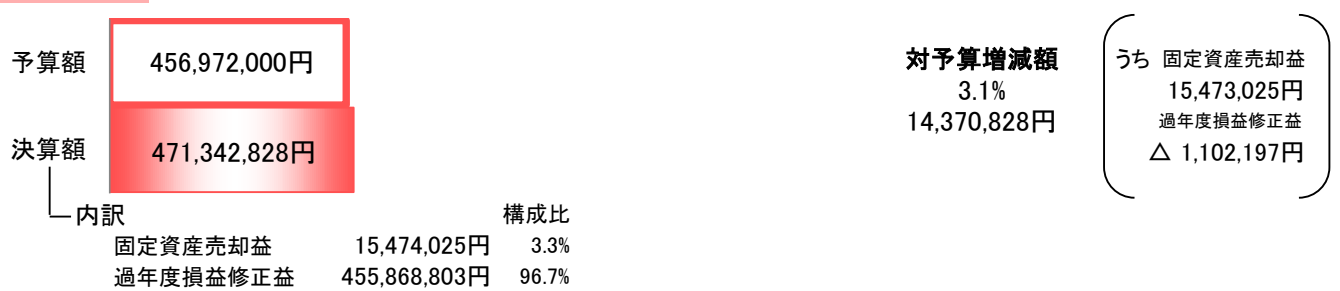 予算額 456,972,000円
決算額 471,342,828円
内訳 構成比
固定資産売却益 15,474,025円 3.3%
過年度損益修正益 455,868,803円 96.7%
対予算増減額
3.1%
14,370,828円
うち 固定資産売却益
15,473,025円
過年度損益修正益
△ 1,102,197円